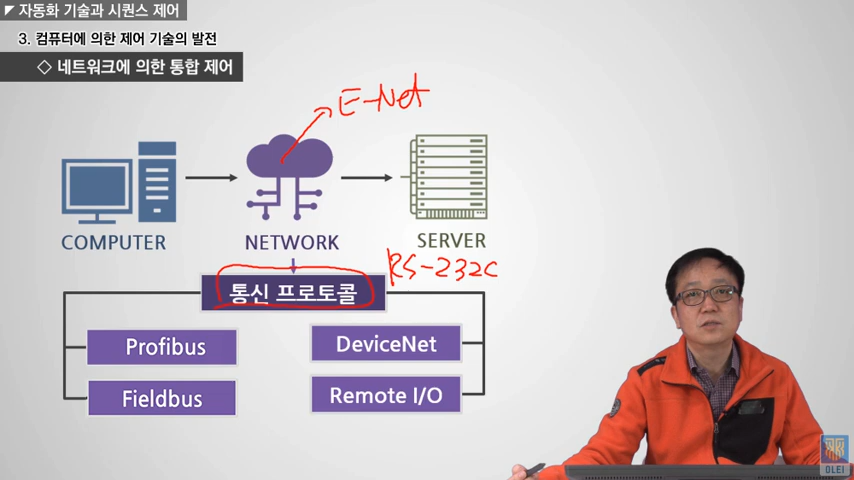 ◤ 자동화 기술과 시퀀스 제어
3. 컴퓨터에 의한 제어 기술의 발전
◇ 네트워크에 의한 통합 제어
E-Net
COMPUTER
NETWORK
SERVER
RS-232C
통신 프로토콜
Profibus
DeviceNet
Fieldbus
Remote I/O
OLEI